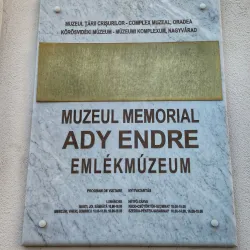 MUZEUL ȚĂRII CRIȘURILOR - COMPLEX MUZEAL, ORADEA
KÖRÖSVIDÉKI MÚZEUM - MÚZEUMI KOMPLEXUM, NAGYVÁRAD
MUZEUL MEMORIAL
ADY ENDRE
EMLÉKMÚZEUM
PROGRAM DE VIZITARE NYITVATARTÁS